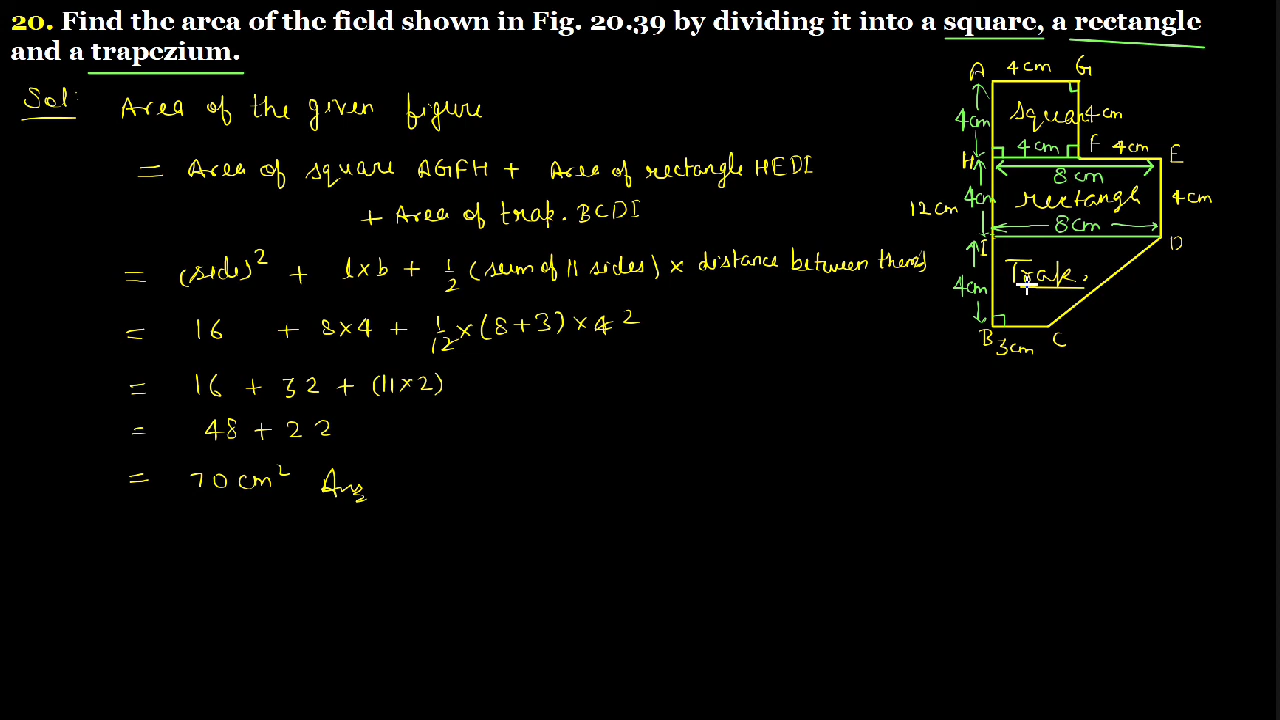 20. Find the area of the field shown in Fig. 20.39 by dividing it into a square, a rectangle
and a trapezium.
Sol: Area of the given figure
= Area of square AGFH + Area of rectangle HEDI
+ Area of trap. BCDI
= (side)² + l×b + 1/2 (sum of 11 sides) × distance between them)
= 16 + 8×4 + 1/12 × (8+3) × 4 2
= 16 + 32 + (11×2)
= 48 + 22
= 70 cm² Ans
A 4cm G
4cm Squar 4cm
4cm F 4cm E
H 8cm
12cm 4cm rectangl 4cm
8cm
I D
4cm Trap.
B 3cm C